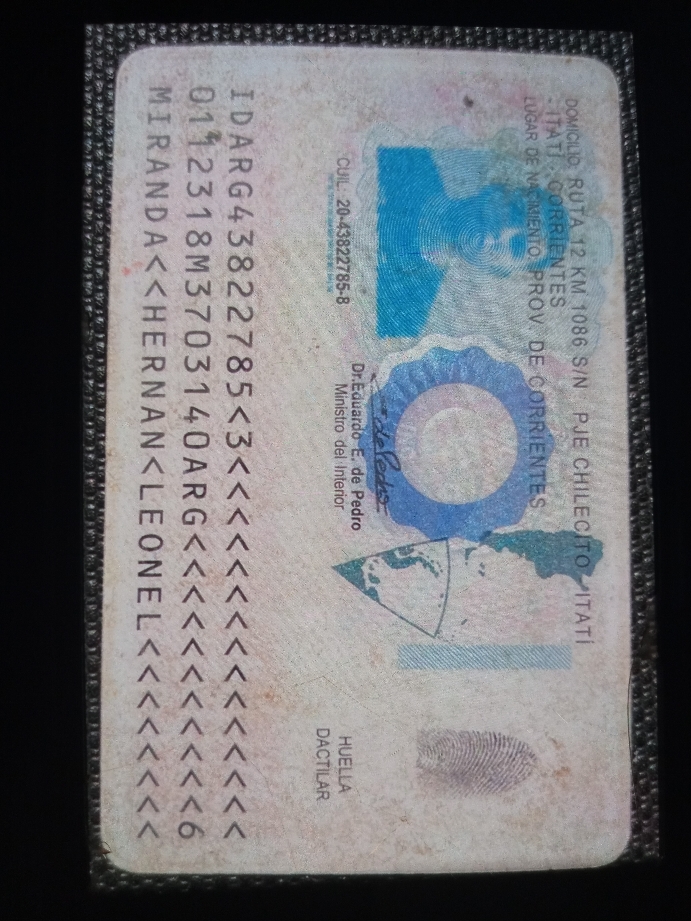 DOMICILIO: RUTA 12 KM 1086 S/N - PJE CHILECITO - ITATÍ
- ITATÍ - CORRIENTES
LUGAR DE NACIMIENTO: PROV. DE CORRIENTES
CUIL: 20-43822785-8
Dr. Eduardo E. de Pedro
Ministro del Interior
HUELLA
DACTILAR
IDARG43822785<3<<<<<<<<<<<<<<<
0112318M3703140ARG<<<<<<<<<<<6
MIRANDA<<HERNAN<LEONEL<<<<<<<<